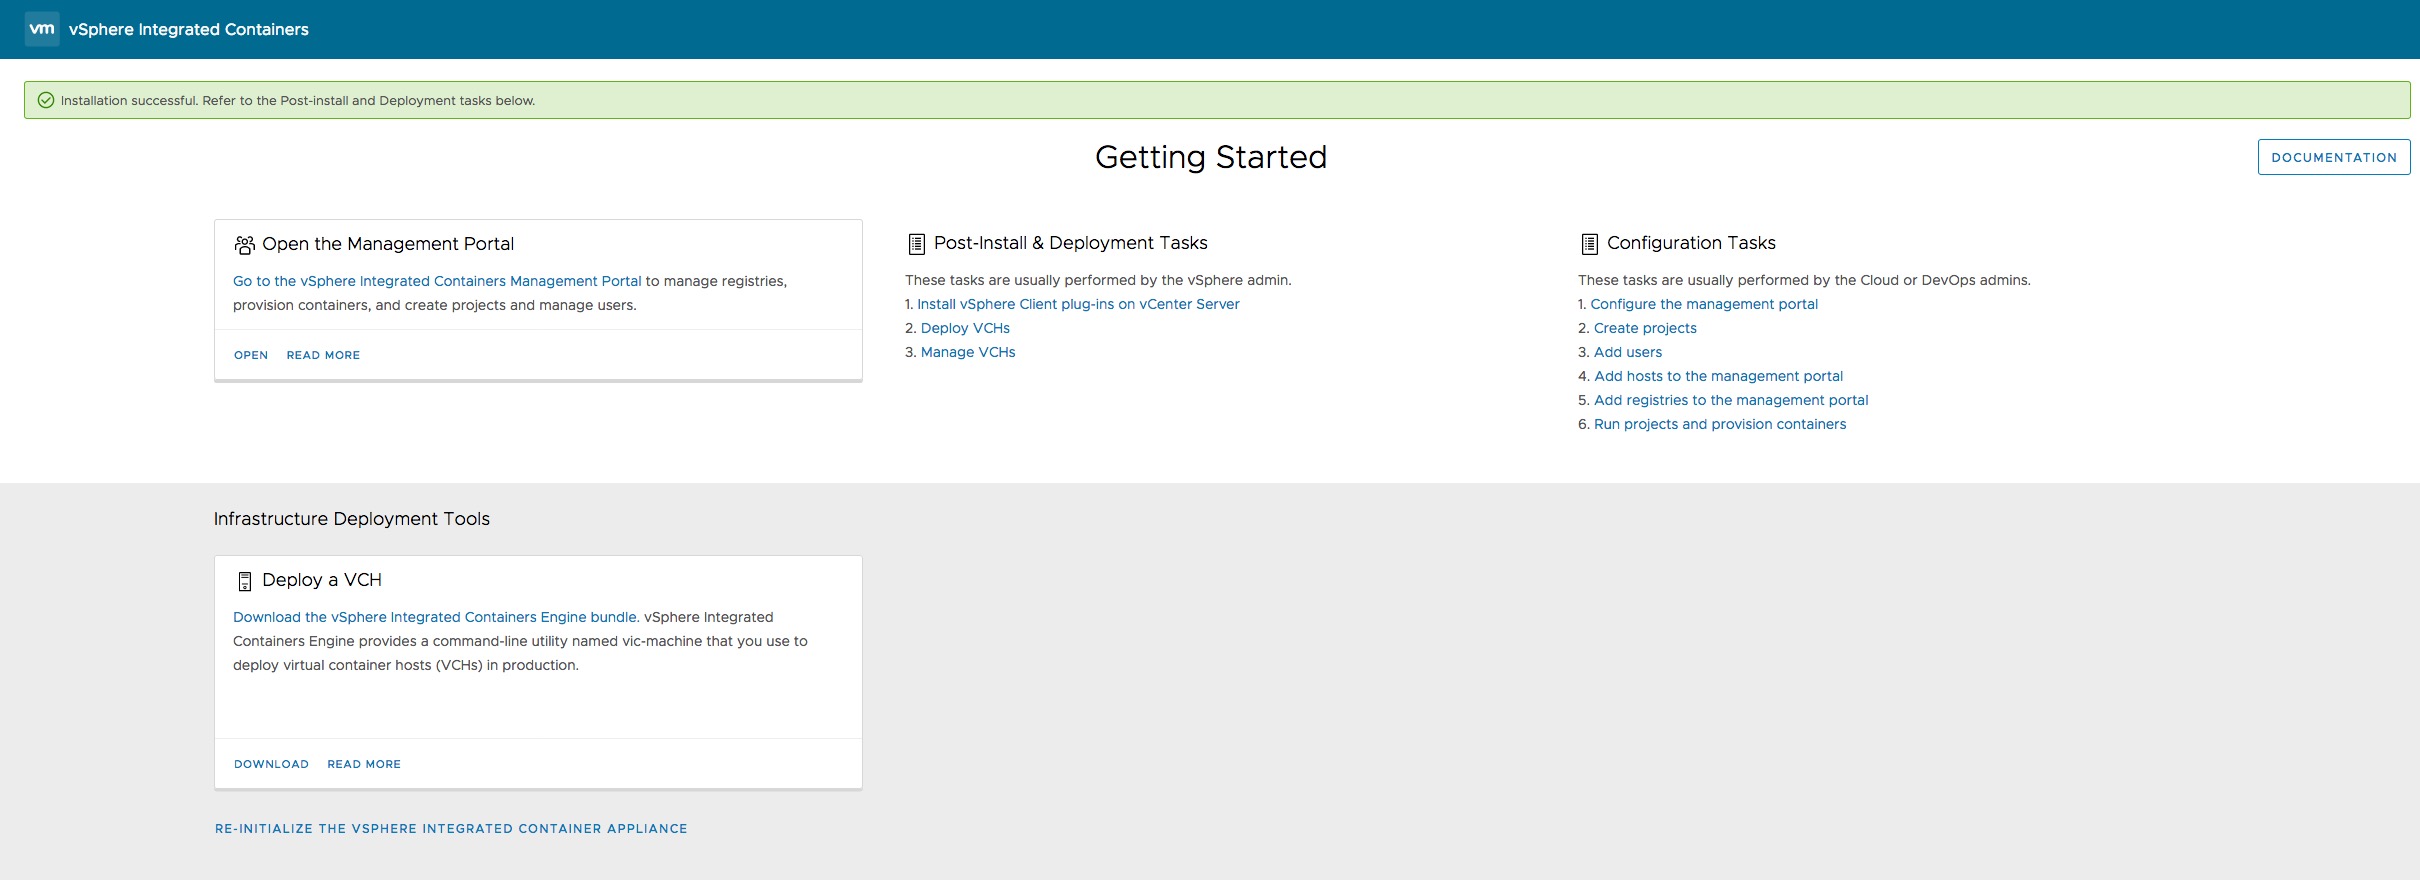 vm vSphere Integrated Containers
Installation successful. Refer to the Post-install and Deployment tasks below.
Getting Started
DOCUMENTATION
Open the Management Portal
Go to the vSphere Integrated Containers Management Portal to manage registries,
provision containers, and create projects and manage users.
OPEN READ MORE
Post-Install & Deployment Tasks
These tasks are usually performed by the vSphere admin.
1. Install vSphere Client plug-ins on vCenter Server
2. Deploy VCHs
3. Manage VCHs
Configuration Tasks
These tasks are usually performed by the Cloud or DevOps admins.
1. Configure the management portal
2. Create projects
3. Add users
4. Add hosts to the management portal
5. Add registries to the management portal
6. Run projects and provision containers
Infrastructure Deployment Tools
Deploy a VCH
Download the vSphere Integrated Containers Engine bundle. vSphere Integrated
Containers Engine provides a command-line utility named vic-machine that you use to
deploy virtual container hosts (VCHs) in production.
DOWNLOAD READ MORE
RE-INITIALIZE THE VSPHERE INTEGRATED CONTAINER APPLIANCE